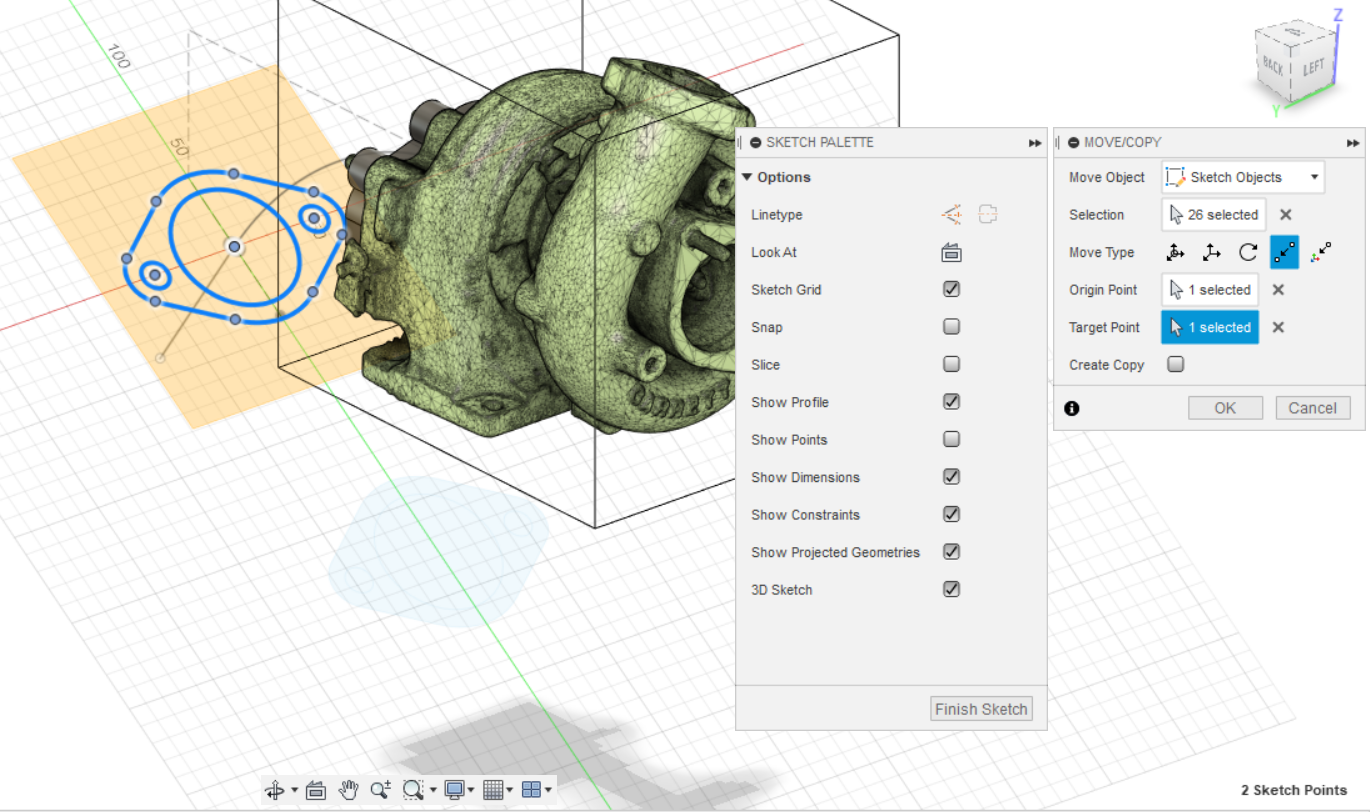 100
50
Z
BACK
LEFT
Y
SKETCH PALETTE
Options
Linetype
Look At
Sketch Grid
Snap
Slice
Show Profile
Show Points
Show Dimensions
Show Constraints
Show Projected Geometries
3D Sketch
Finish Sketch
MOVE/COPY
Move Object Sketch Objects
Selection 26 selected
Move Type
Origin Point 1 selected
Target Point 1 selected
Create Copy
OK Cancel
2 Sketch Points